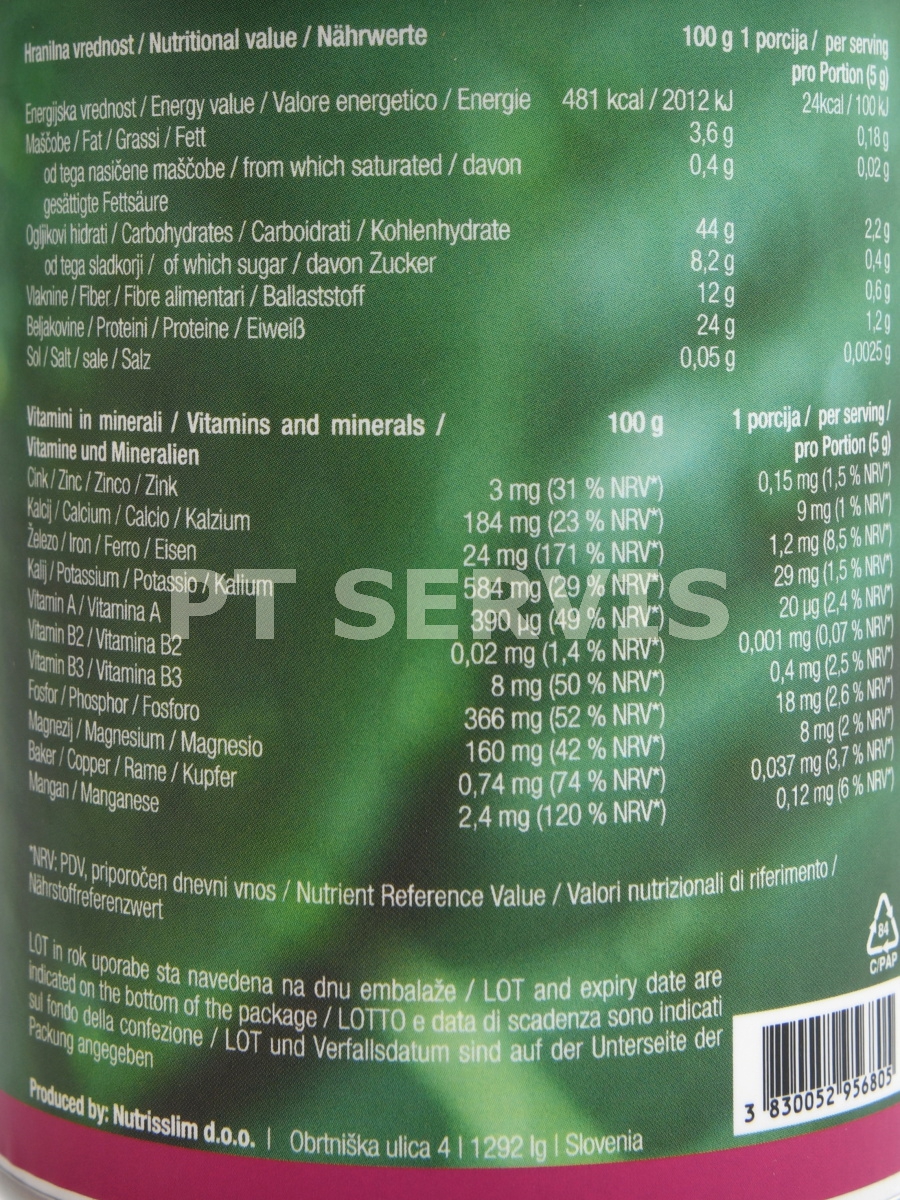 Hranilna vrednost / Nutritional value / Nährwerte 100 g 1 porcija / per serving
pro Portion (5 g)
Energijska vrednost / Energy value / Valore energetico / Energie 481 kcal / 2012 kJ 24kcal / 100 kJ
Maščobe / Fat / Grassi / Fett 3,6 g 0,18 g
od tega nasičene maščobe / from which saturated / davon 0,4 g 0,02 g
gesättigte Fettsäure
Ogljikovi hidrati / Carbohydrates / Carboidrati / Kohlenhydrate 44 g 2,2 g
od tega sladkorji / of which sugar / davon Zucker 8,2 g 0,4 g
Vlaknine / Fiber / Fibre alimentari / Ballaststoff 12 g 0,6 g
Beljakovine / Proteini / Proteine / Eiweiß 24 g 1,2 g
Sol / Salt / sale / Salz 0,05 g 0,0025 g
Vitamini in minerali / Vitamins and minerals / 100 g 1 porcija / per serving /
Vitamine und Mineralien pro Portion (5 g)
Cink / Zinc / Zinco / Zink 3 mg (31 % NRV*) 0,15 mg (1,5 % NRV*)
Kalcij / Calcium / Calcio / Kalzium 184 mg (23 % NRV*) 9 mg (1 % NRV*)
Železo / Iron / Ferro / Eisen 24 mg (171 % NRV*) 1,2 mg (8,5 % NRV*)
Kalij / Potassium / Potassio / Kalium 584 mg (29 % NRV*) 29 mg (1,5 % NRV*)
Vitamin A / Vitamina A 390 µg (49 % NRV*) 20 µg (2,4 % NRV*)
Vitamin B2 / Vitamina B2 0,02 mg (1,4 % NRV*) 0,001 mg (0,07 % NRV*)
Vitamin B3 / Vitamina B3 8 mg (50 % NRV*) 0,4 mg (2,5 % NRV*)
Fosfor / Phosphor / Fosforo 366 mg (52 % NRV*) 18 mg (2,6 % NRV*)
Magnezij / Magnesium / Magnesio 160 mg (42 % NRV*) 8 mg (2 % NRV*)
Baker / Copper / Rame / Kupfer 0,74 mg (74 % NRV*) 0,037 mg (3,7 % NRV*)
Mangan / Manganese 2,4 mg (120 % NRV*) 0,12 mg (6 % NRV*)
PT SERVIS
*NRV: PDV, priporočen dnevni vnos / Nutrient Reference Value / Valori nutrizionali di riferimento /
Nährstoffreferenzwert
LOT in rok uporabe sta navedena na dnu embalaže / LOT and expiry date are
indicated on the bottom of the package / LOTTO e data di scadenza sono indicati
sul fondo della confezione / LOT und Verfallsdatum sind auf der Unterseite der
Packung angegeben
84
C/PAP
3 830052 956805
Produced by: Nutrisslim d.o.o. | Obrtniška ulica 4 | 1292 Ig | Slovenia